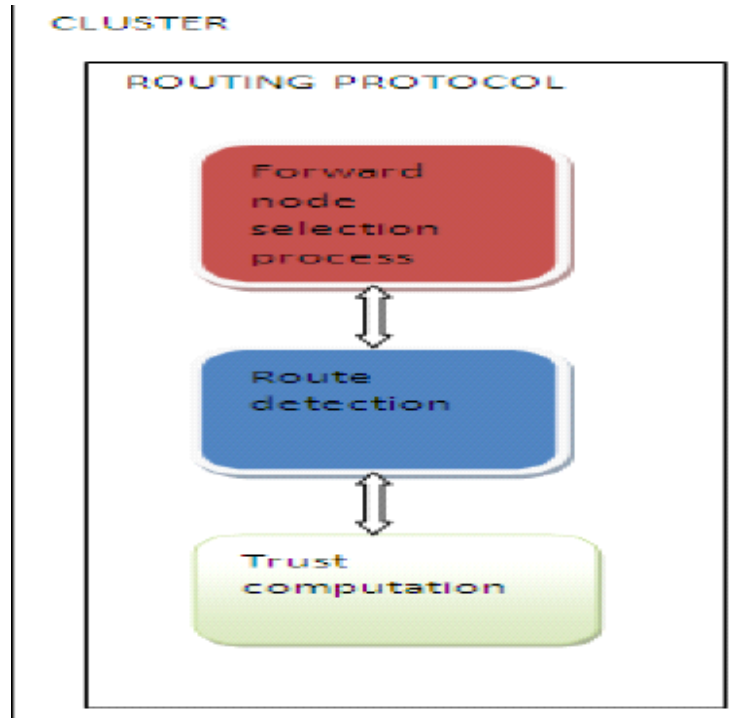 CLUSTER
ROUTING PROTOCOL
Forward
node
selection
process
Route
detection
Trust
computation